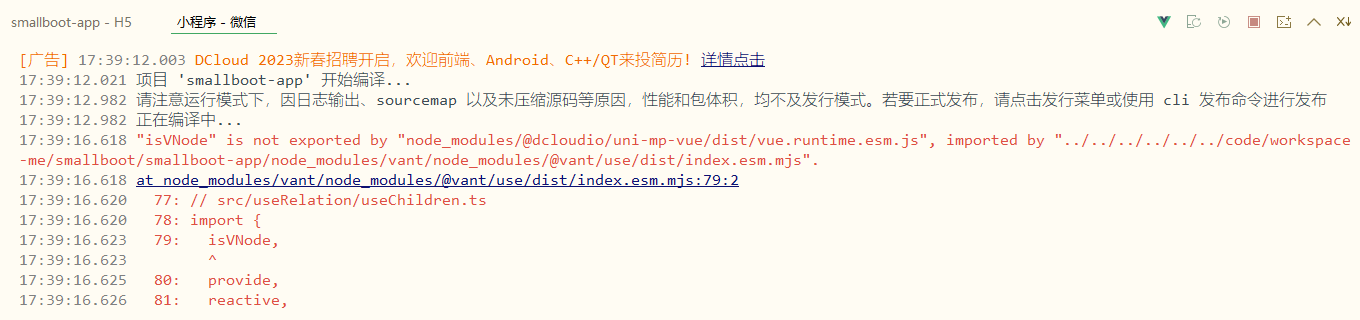 smallboot-app - H5 小程序 - 微信
[广告] 17:39:12.003 DCloud 2023新春招聘开启，欢迎前端、Android、C++/QT来投简历！详情点击
17:39:12.021 项目 'smallboot-app' 开始编译...
17:39:12.982 请注意运行模式下，因日志输出、sourcemap 以及未压缩源码等原因，性能和包体积，均不及发行模式。若要正式发布，请点击发行菜单或使用 cli 发布命令进行发布
17:39:12.982 正在编译中...
17:39:16.618 "isVNode" is not exported by "node_modules/@dcloudio/uni-mp-vue/dist/vue.runtime.esm.js", imported by "../../../../../../code/workspace
-me/smallboot/smallboot-app/node_modules/vant/node_modules/@vant/use/dist/index.esm.mjs".
17:39:16.618 at node_modules/vant/node_modules/@vant/use/dist/index.esm.mjs:79:2
17:39:16.620 77: // src/useRelation/useChildren.ts
17:39:16.620 78: import {
17:39:16.623 79: isVNode,
17:39:16.623 ^
17:39:16.625 80: provide,
17:39:16.626 81: reactive,